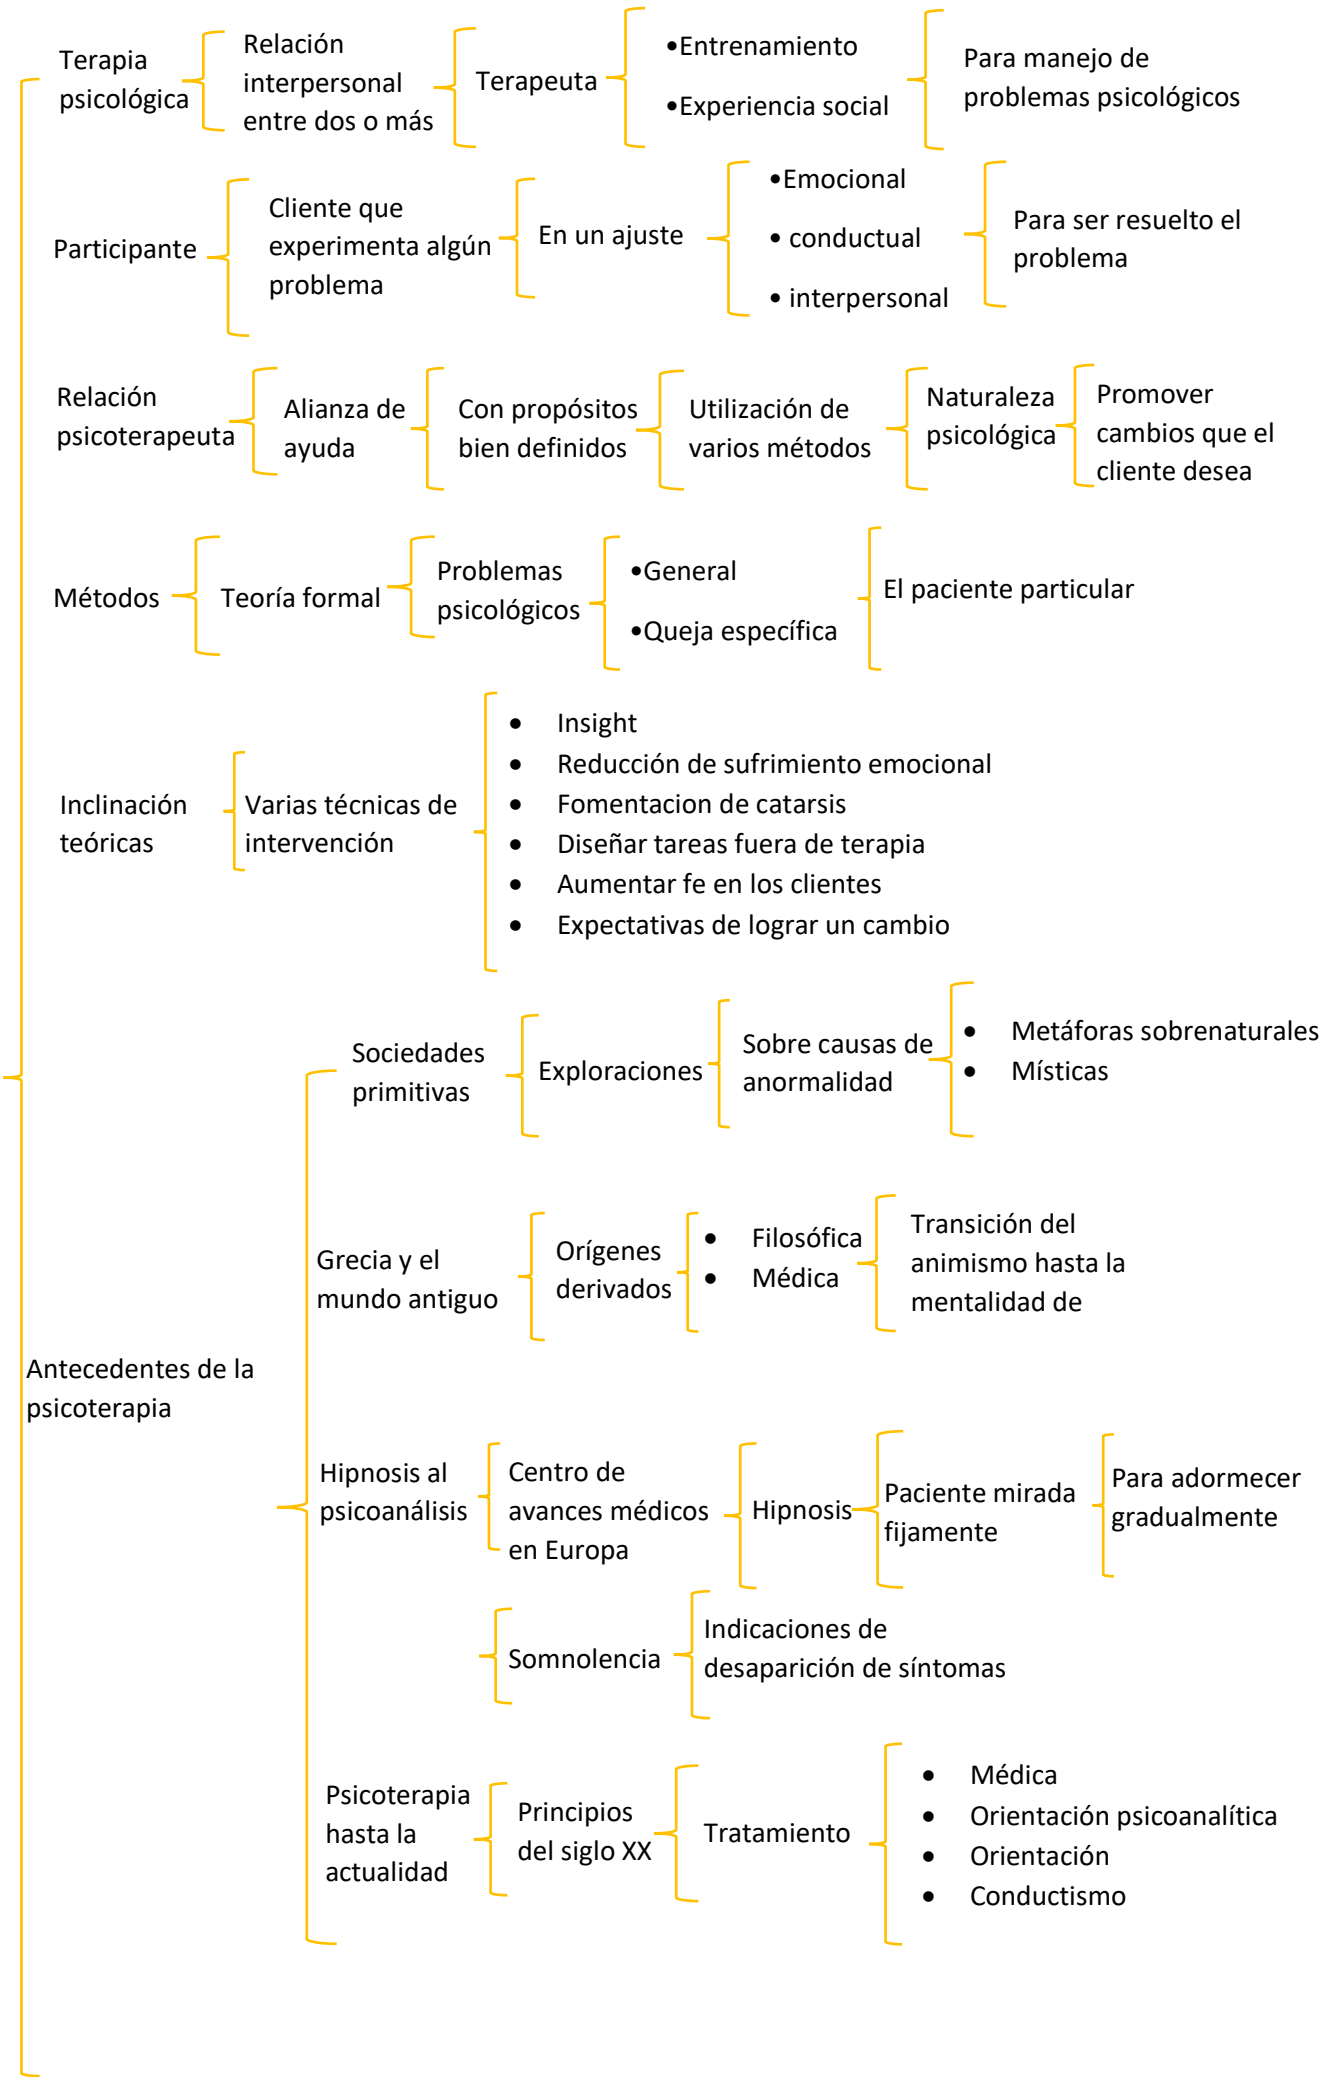 Terapia
psicológica
Relación
interpersonal
entre dos o más
Terapeuta
•Entrenamiento
•Experiencia social
Para manejo de
problemas psicológicos
Participante
Cliente que
experimenta algún
problema
En un ajuste
•Emocional
• conductual
• interpersonal
Para ser resuelto el
problema
Relación
psicoterapeuta
Alianza de
ayuda
Con propósitos
bien definidos
Utilización de
varios métodos
Naturaleza
psicológica
Promover
cambios que el
cliente desea
Métodos
Teoría formal
Problemas
psicológicos
•General
•Queja específica
El paciente particular
Inclinación
teóricas
Varias técnicas de
intervención
• Insight
• Reducción de sufrimiento emocional
• Fomentacion de catarsis
• Diseñar tareas fuera de terapia
• Aumentar fe en los clientes
• Expectativas de lograr un cambio
Antecedentes de la
psicoterapia
Sociedades
primitivas
Exploraciones
Sobre causas de
anormalidad
• Metáforas sobrenaturales
• Místicas
Grecia y el
mundo antiguo
Orígenes
derivados
• Filosófica
• Médica
Transición del
animismo hasta la
mentalidad de
Hipnosis al
psicoanálisis
Centro de
avances médicos
en Europa
Hipnosis
Paciente mirada
fijamente
Para adormecer
gradualmente
Somnolencia
Indicaciones de
desaparición de síntomas
Psicoterapia
hasta la
actualidad
Principios
del siglo XX
Tratamiento
• Médica
• Orientación psicoanalítica
• Orientación
• Conductismo